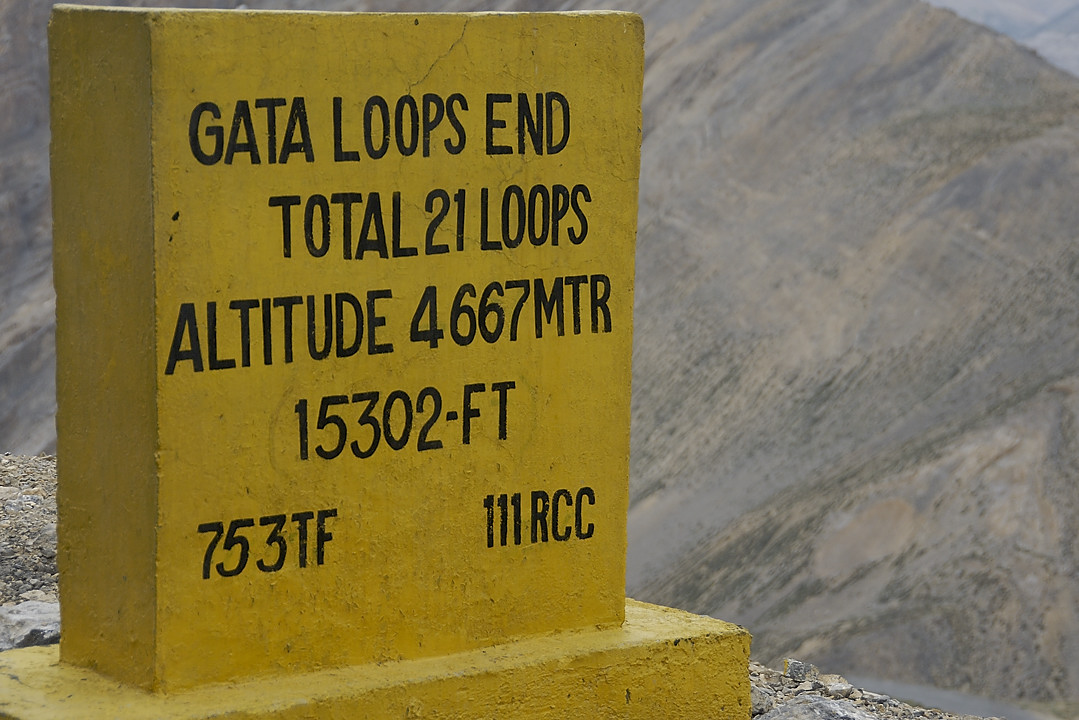 GATA LOOPS END
TOTAL 21 LOOPS
ALTITUDE 4667MTR
15302-FT
753TF 111RCC